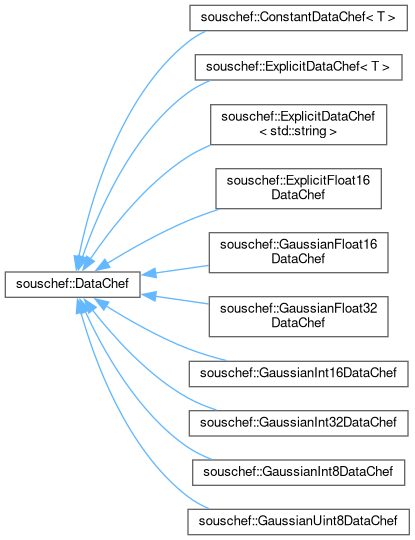 souschef::ConstantDataChef< T >
souschef::ExplicitDataChef< T >
souschef::ExplicitDataChef
< std::string >
souschef::ExplicitFloat16
DataChef
souschef::GaussianFloat16
DataChef
souschef::DataChef
souschef::GaussianFloat32
DataChef
souschef::GaussianInt16DataChef
souschef::GaussianInt32DataChef
souschef::GaussianInt8DataChef
souschef::GaussianUint8DataChef